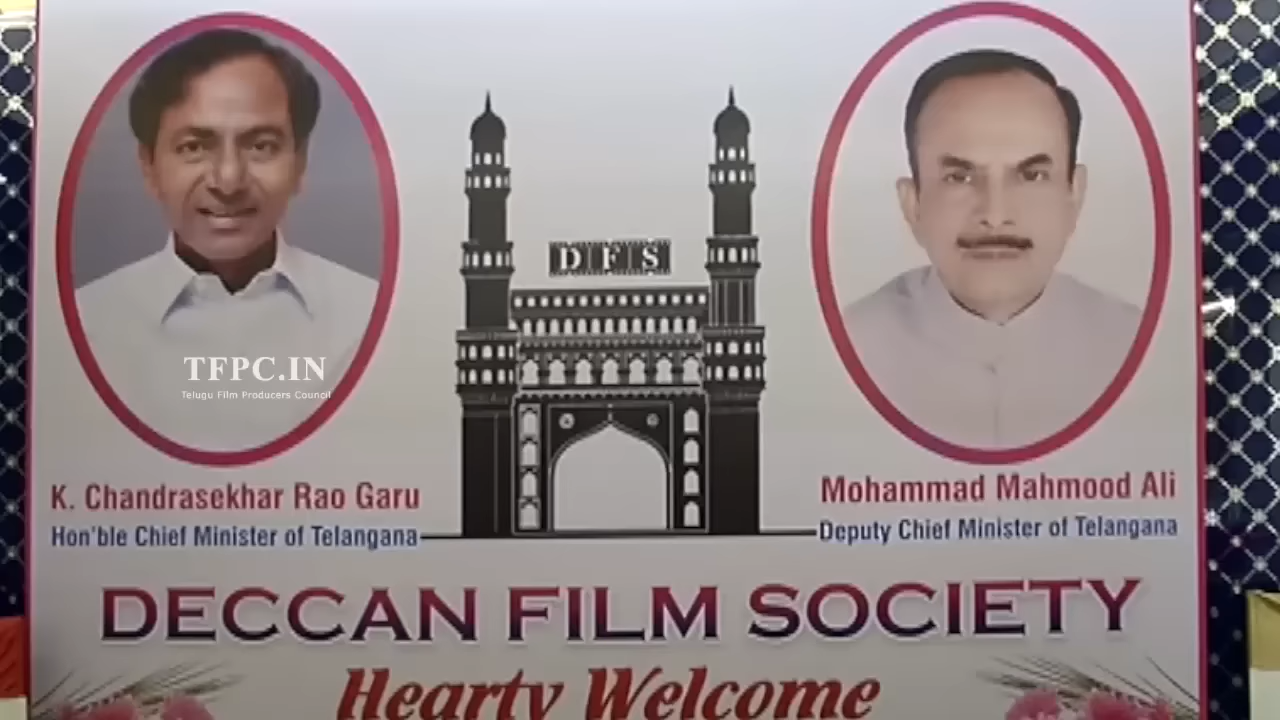 DFS
TFPC.IN
Telugu Film Producers Council
K. Chandrasekhar Rao Garu
Hon'ble Chief Minister of Telangana
Mohammad Mahmood Ali
Deputy Chief Minister of Telangana
DECCAN FILM SOCIETY
Hearty Welcome